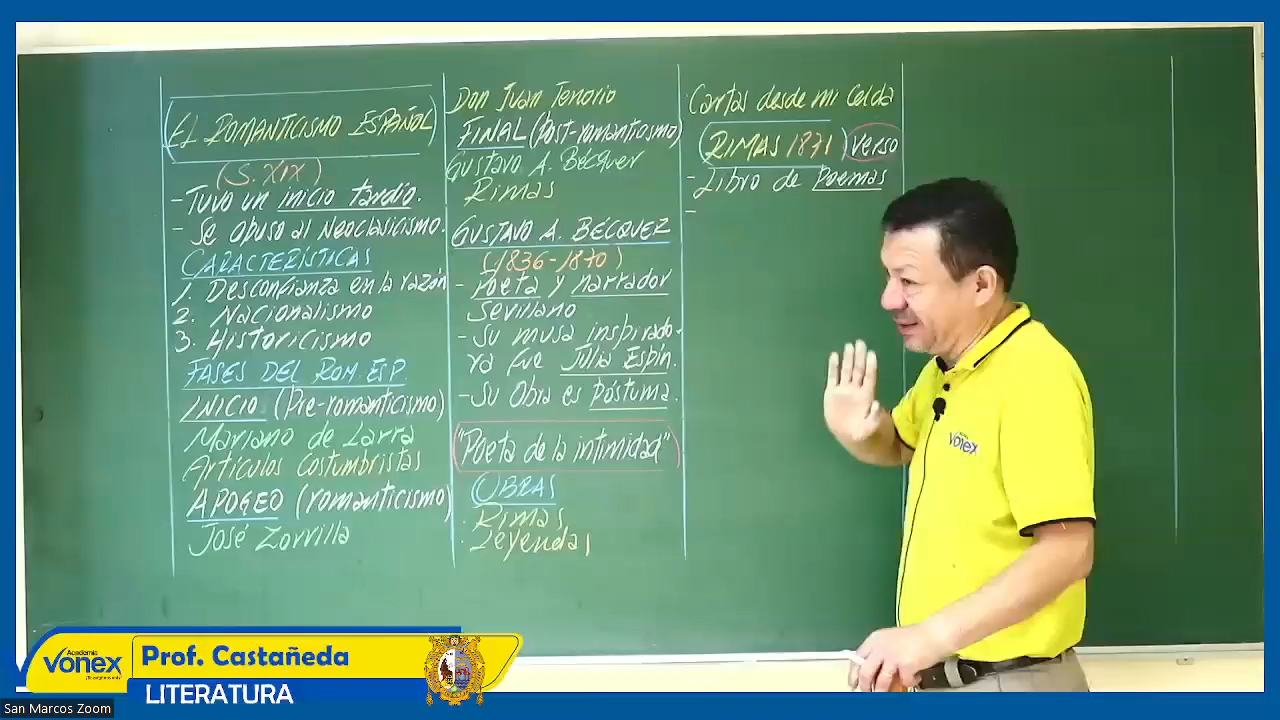 EL ROMANTICISMO ESPAÑOL
(S. XIX)
- Tuvo un inicio tardío.
- Se opuso al Neoclasicismo.
CARACTERÍSTICAS
1. Desconfianza en la razón
2. Nacionalismo
3. Historicismo
FASES DEL ROM. ESP.
INICIO (Pre-romanticismo)
Mariano de Larra
Artículos Costumbristas
APOGEO (romanticismo)
José Zorrilla
Don Juan Tenorio
FINAL (Post-romanticismo)
Gustavo A. Bécquer
Rimas
GUSTAVO A. BÉCQUER
(1836-1870)
- Poeta y narrador
Sevillano
- Su musa inspirado-
ra fue Julia Espín.
- Su Obra es póstuma.
"Poeta de la intimidad"
OBRAS
· Rimas
· Leyendas
· Cartas desde mi Celda
(RIMAS 1871) Verso
- Libro de Poemas
-
Vonex
Academia
Vonex
Prof. Castañeda
LITERATURA
San Marcos Zoom